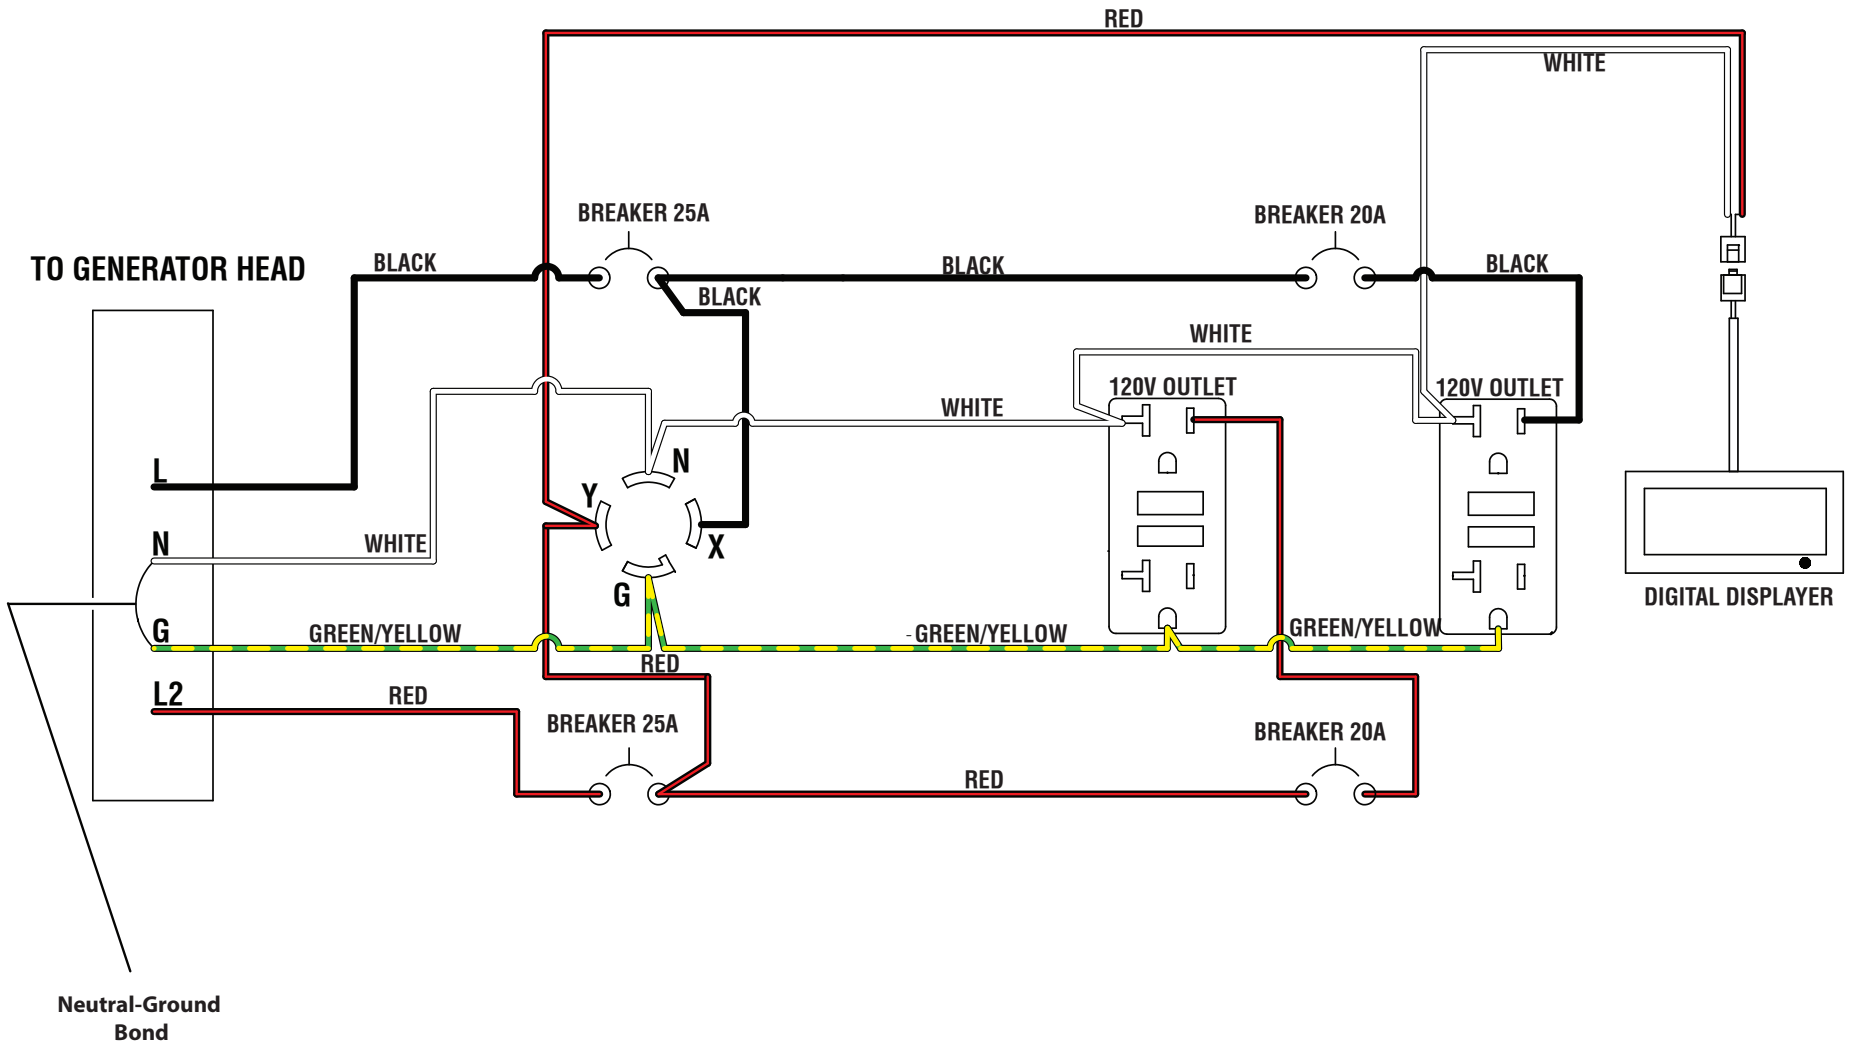 RED
WHITE
BREAKER 25A
BREAKER 20A
TO GENERATOR HEAD
BLACK
BLACK
BLACK
BLACK
WHITE
120V OUTLET
120V OUTLET
WHITE
L
N
Y
X
N
WHITE
G
DIGITAL DISPLAYER
G
GREEN/YELLOW
-GREEN/YELLOW
GREEN/YELLOW
RED
L2
RED
BREAKER 25A
BREAKER 20A
RED
Neutral-Ground
Bond